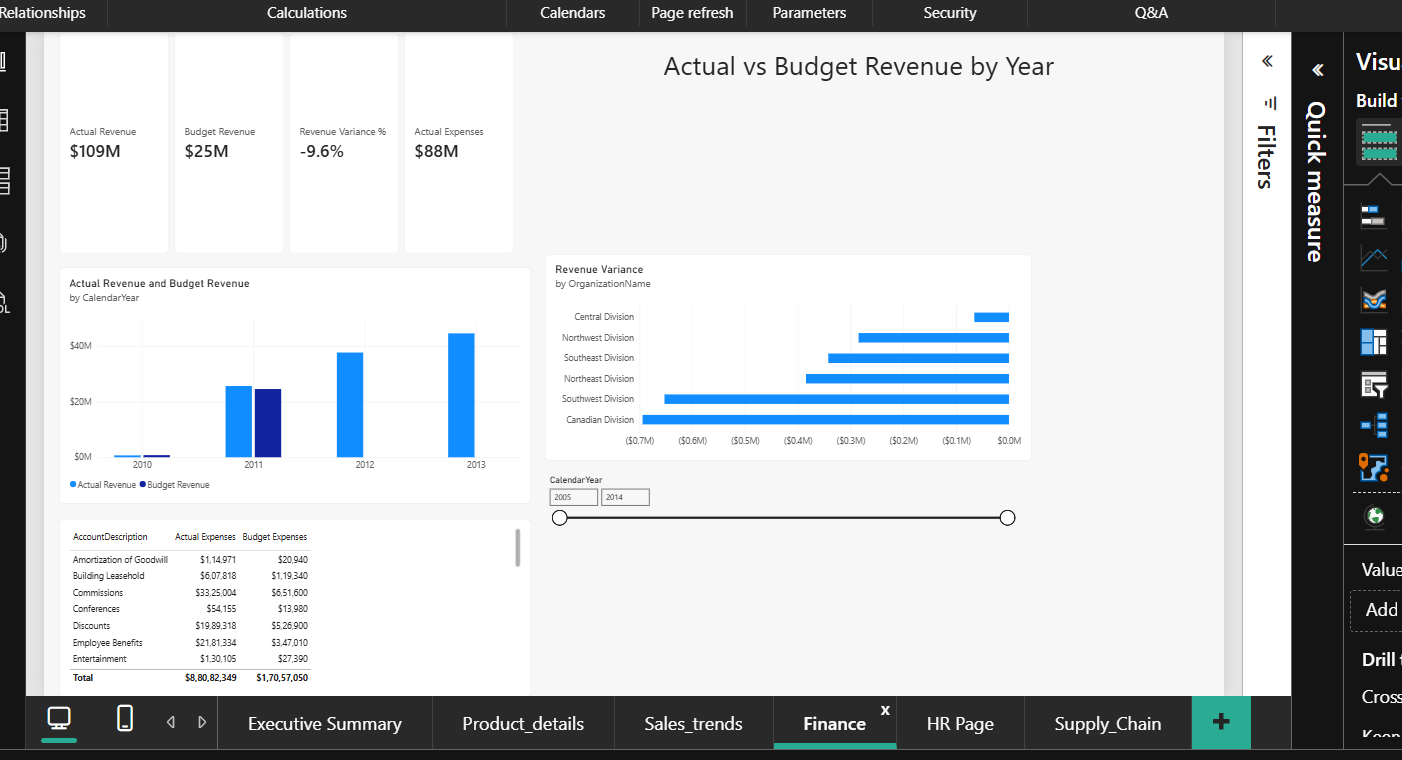 Relationships
Calculations
Calendars
Page refresh
Parameters
Security
Q&A
Actual vs Budget Revenue by Year
Actual Revenue
$109M
Budget Revenue
$25M
Revenue Variance %
-9.6%
Actual Expenses
$88M
Actual Revenue and Budget Revenue
by CalendarYear
$40M
$20M
$0M
2010 2011 2012 2013
Actual Revenue Budget Revenue
Revenue Variance
by OrganizationName
Central Division
Northwest Division
Southeast Division
Northeast Division
Southwest Division
Canadian Division
($0.7M) ($0.6M) ($0.5M) ($0.4M) ($0.3M) ($0.2M) ($0.1M) $0.0M
CalendarYear
2005 2014
AccountDescription Actual Expenses Budget Expenses
Amortization of Goodwill $1,14,971 $20,940
Building Leasehold $6,07,818 $1,19,340
Commissions $33,25,004 $6,51,600
Conferences $54,155 $13,980
Discounts $19,89,318 $5,26,900
Employee Benefits $21,81,334 $3,47,010
Entertainment $1,30,105 $27,390
Total $8,80,82,349 $1,70,57,050
Filters
Quick measure
Visu
Build
Value
Add
Drill t
Cross
Keep
Executive Summary
Product_details
Sales_trends
Finance
x
HR Page
Supply_Chain
+